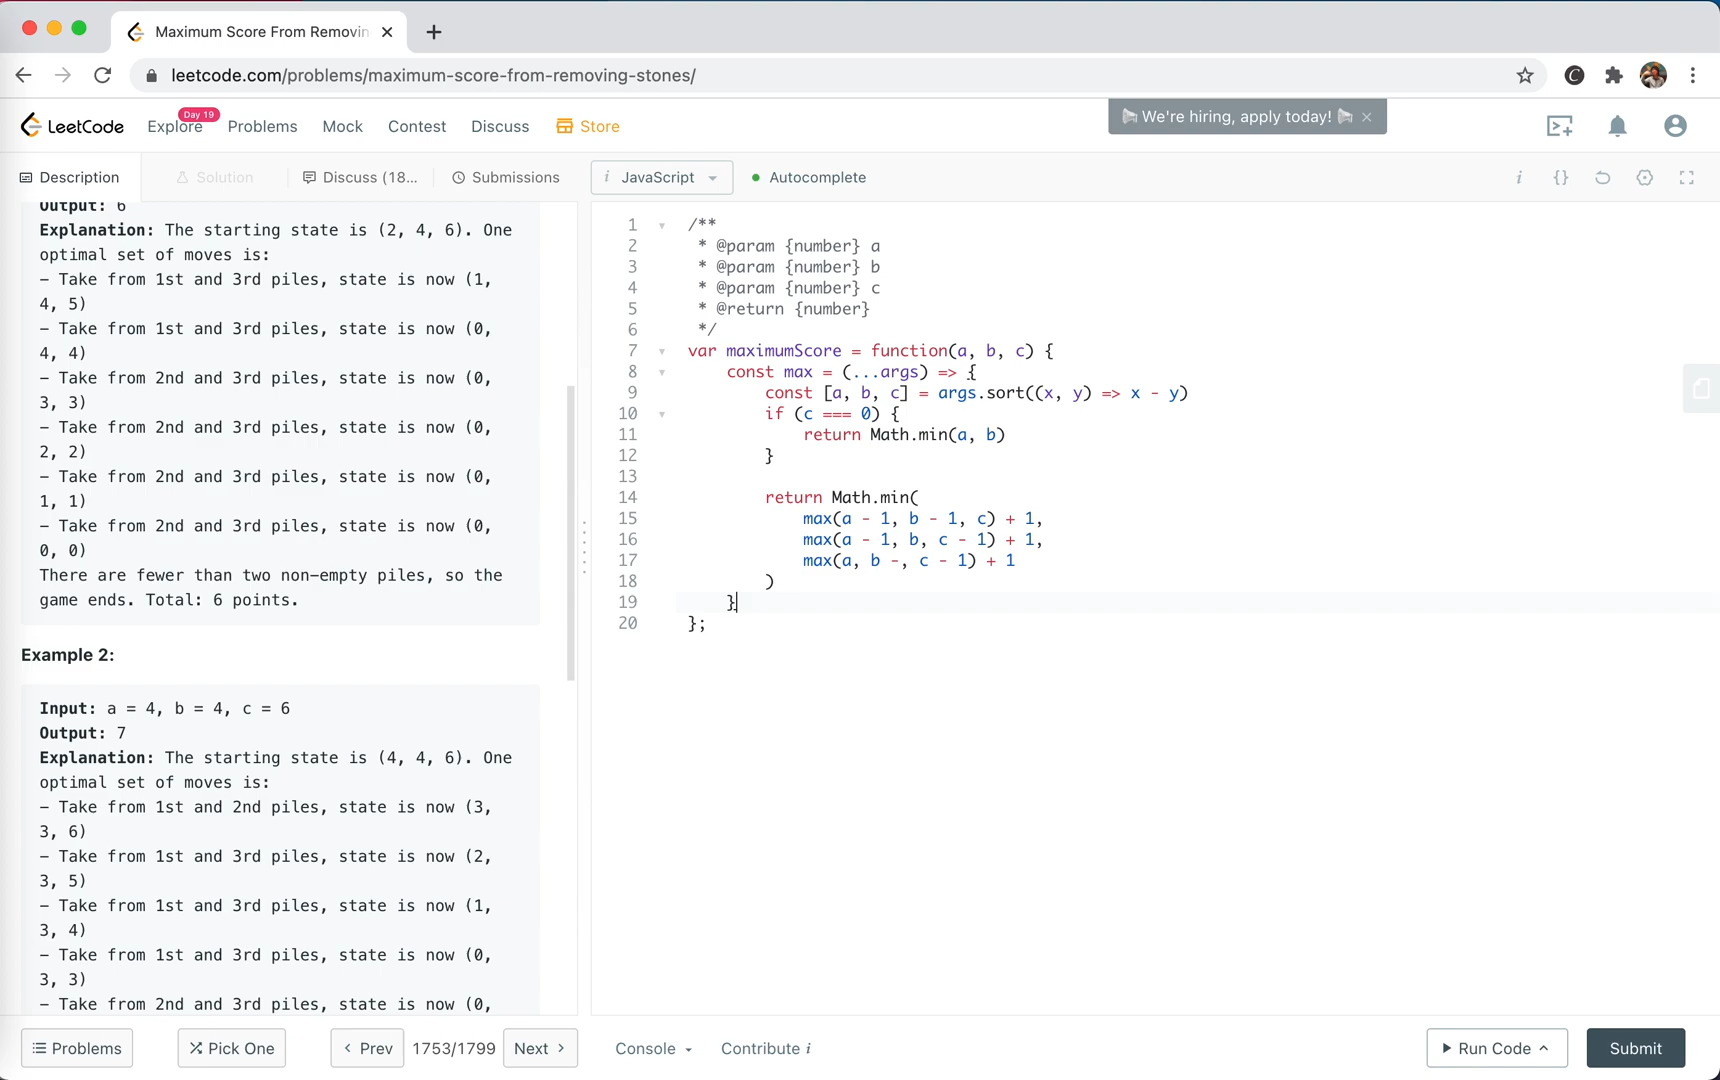 Maximum Score From Removin
leetcode.com/problems/maximum-score-from-removing-stones/
LeetCode
Explore
Day 19
Problems
Mock
Contest
Discuss
Store
We're hiring, apply today!
Description
Solution
Discuss (18...
Submissions
i JavaScript
Autocomplete
Output: 6
Explanation: The starting state is (2, 4, 6). One
optimal set of moves is:
- Take from 1st and 3rd piles, state is now (1,
4, 5)
- Take from 1st and 3rd piles, state is now (0,
4, 4)
- Take from 2nd and 3rd piles, state is now (0,
3, 3)
- Take from 2nd and 3rd piles, state is now (0,
2, 2)
- Take from 2nd and 3rd piles, state is now (0,
1, 1)
- Take from 2nd and 3rd piles, state is now (0,
0, 0)
There are fewer than two non-empty piles, so the
game ends. Total: 6 points.
Example 2:
Input: a = 4, b = 4, c = 6
Output: 7
Explanation: The starting state is (4, 4, 6). One
optimal set of moves is:
- Take from 1st and 2nd piles, state is now (3,
3, 6)
- Take from 1st and 3rd piles, state is now (2,
3, 5)
- Take from 1st and 3rd piles, state is now (1,
3, 4)
- Take from 1st and 3rd piles, state is now (0,
3, 3)
- Take from 2nd and 3rd piles, state is now (0,
1 /**
2 * @param {number} a
3 * @param {number} b
4 * @param {number} c
5 * @return {number}
6 */
7 var maximumScore = function(a, b, c) {
8 const max = (...args) => {
9 const [a, b, c] = args.sort((x, y) => x - y)
10 if (c === 0) {
11 return Math.min(a, b)
12 }
13
14 return Math.min(
15 max(a - 1, b - 1, c) + 1,
16 max(a - 1, b, c - 1) + 1,
17 max(a, b -, c - 1) + 1
18 )
19 }
20 };
Problems
Pick One
Prev
1753/1799
Next
Console
Contribute i
Run Code
Submit